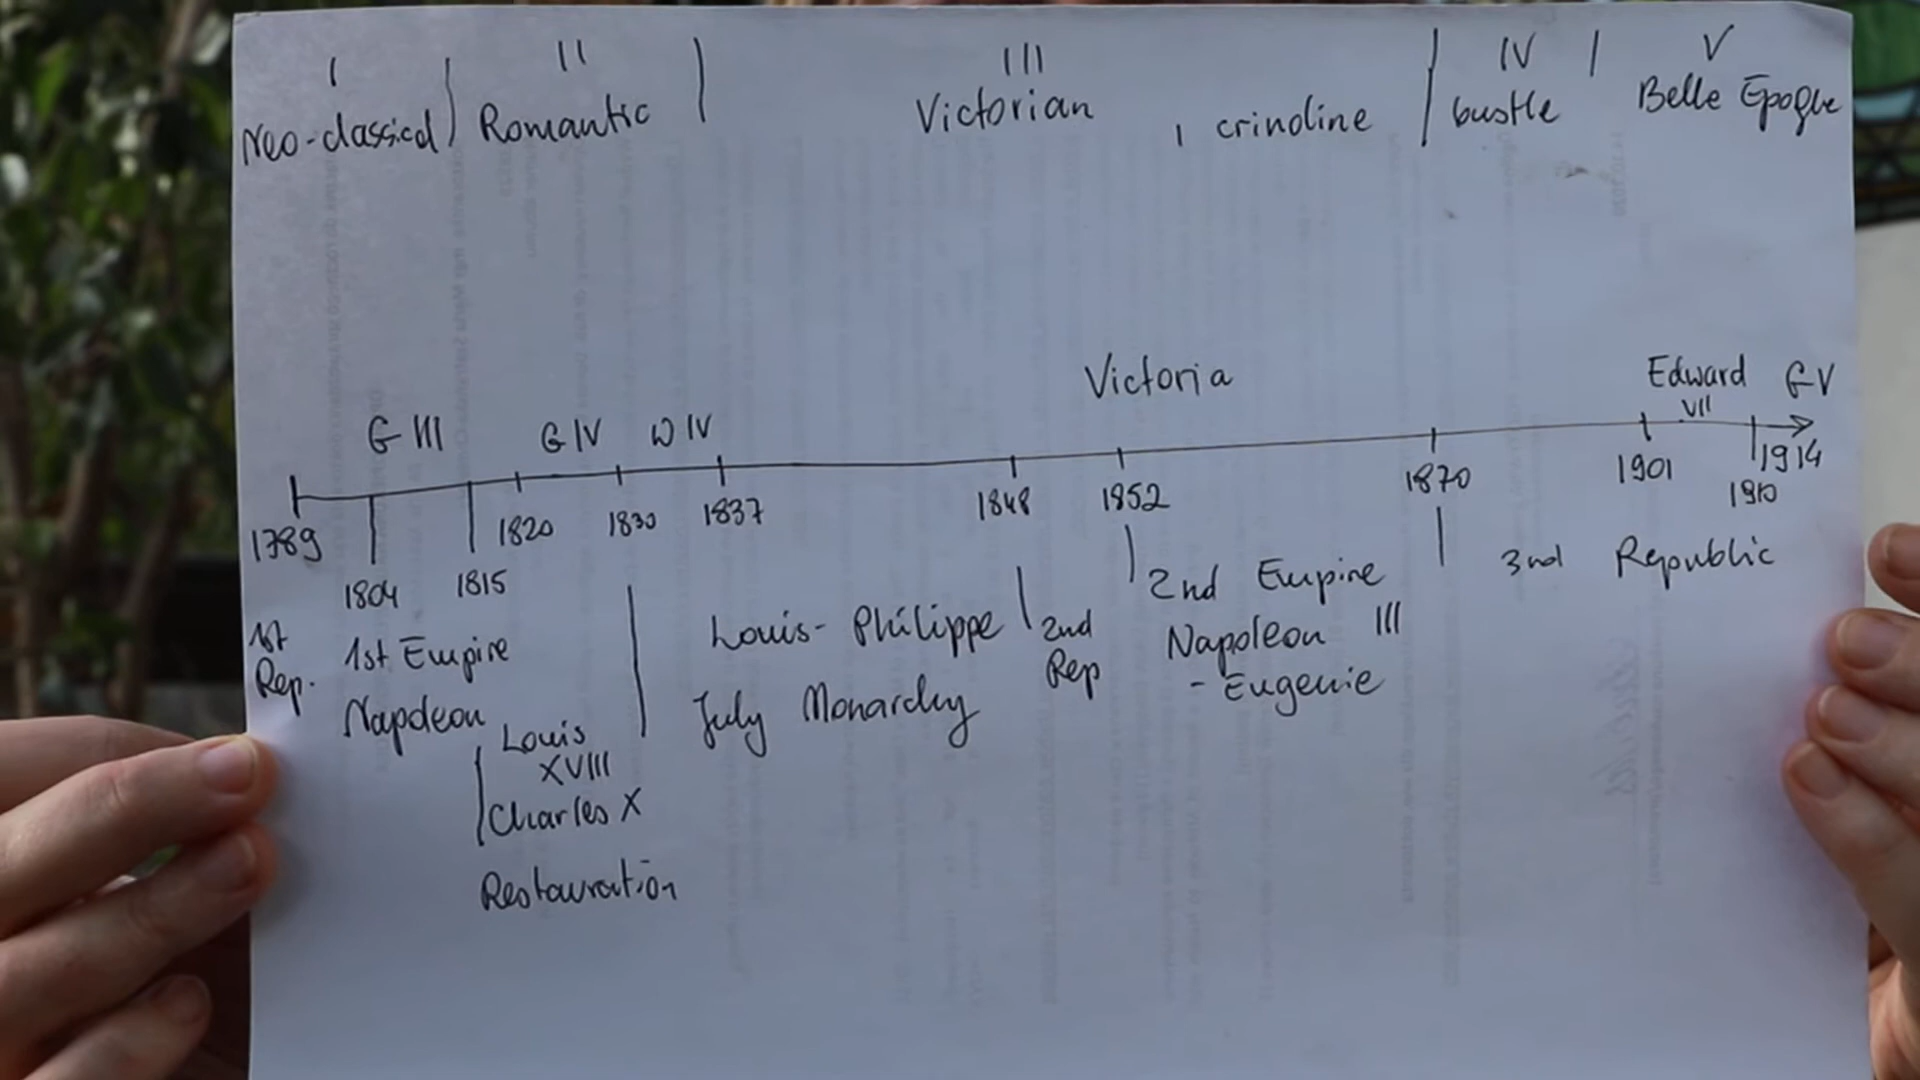 I | II | III IV | V
Neo-classical Romantic Victorian , crinoline bustle Belle Epoque
Victoria Edward VII G V
G III G IV W IV
1789 1804 1815 1820 1830 1837 1848 1852 1870 1901 1910 1914
1st Rep.
1st Empire
Napoleon
Louis XVIII
Charles X
Restauration
Louis-Philippe
July Monarchy
2nd Rep
2nd Empire
Napoleon III
- Eugenie
3nd Republic